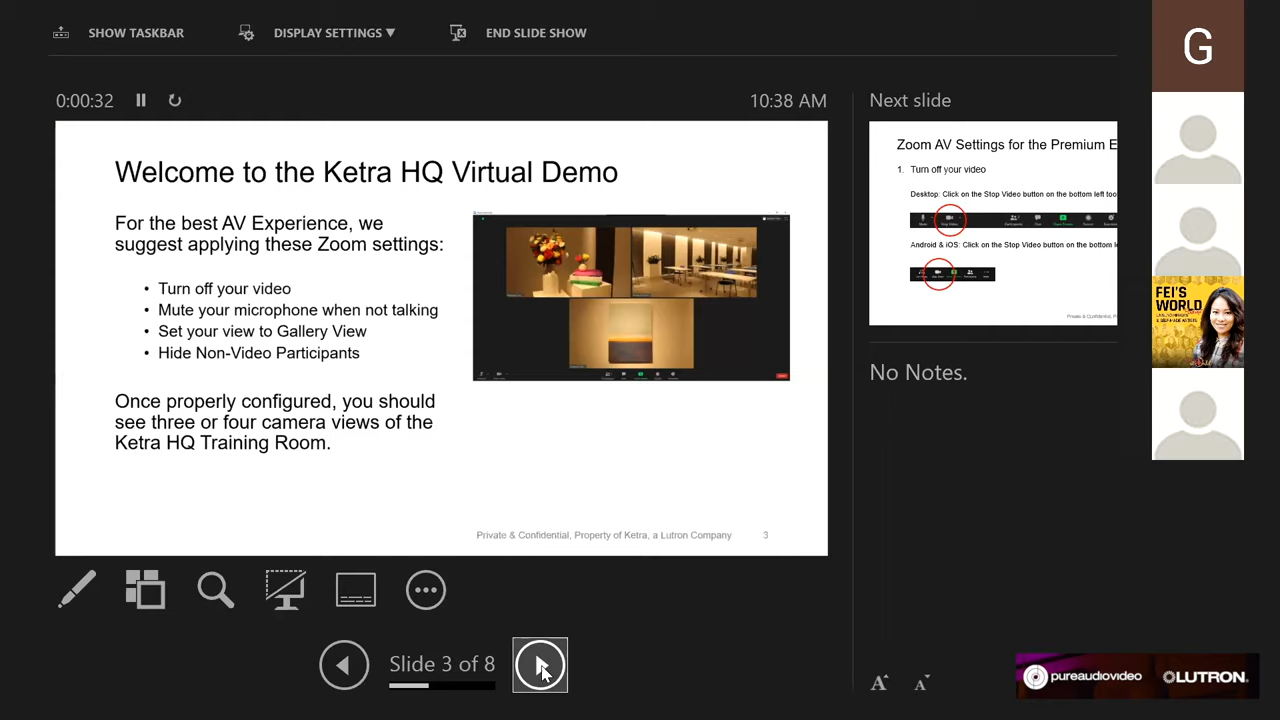 SHOW TASKBAR
DISPLAY SETTINGS ▼
END SLIDE SHOW
G
0:00:32
10:38 AM
Next slide
Welcome to the Ketra HQ Virtual Demo
For the best AV Experience, we
suggest applying these Zoom settings:
• Turn off your video
• Mute your microphone when not talking
• Set your view to Gallery View
• Hide Non-Video Participants
Once properly configured, you should
see three or four camera views of the
Ketra HQ Training Room.
Private & Confidential, Property of Ketra, a Lutron Company
3
Zoom AV Settings for the Premium E
1. Turn off your video
Desktop: Click on the Stop Video button on the bottom left too
Android & iOS: Click on the Stop Video button on the bottom l
Private & Confidential,
No Notes.
FEI'S
WORLD
Slide 3 of 8
A A
pureaudiovideo
LUTRON